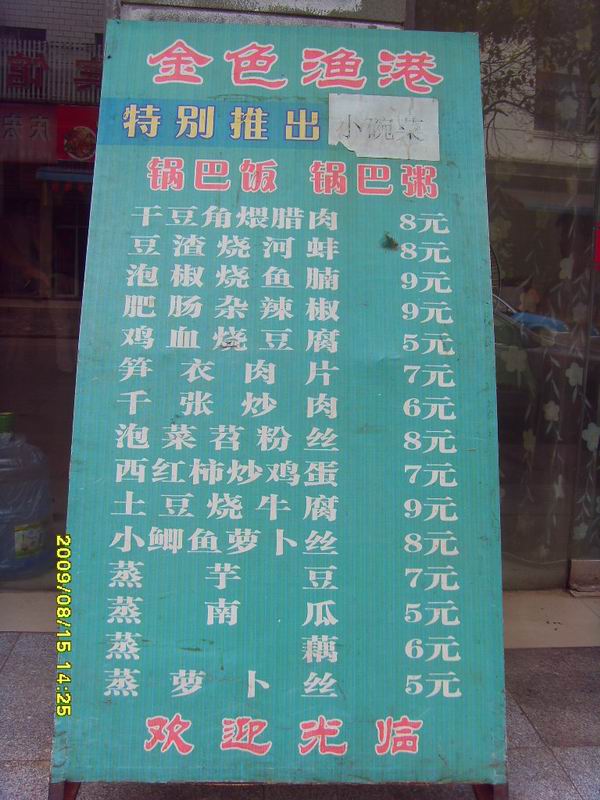 金色渔港
特别推出 小碗菜
锅巴饭 锅巴粥
干豆角煨腊肉 8元
豆渣烧河蚌 8元
泡椒烧鱼腩 9元
肥肠杂辣椒 9元
鸡血烧豆腐 5元
笋衣肉片 7元
千张炒肉 6元
泡菜苕粉丝 8元
西红柿炒鸡蛋 7元
土豆烧牛腐 9元
小鲫鱼萝卜丝 8元
蒸芋豆 7元
蒸南瓜 5元
蒸藕 6元
蒸萝卜丝 5元
欢迎光临
2009/08/15 14:25